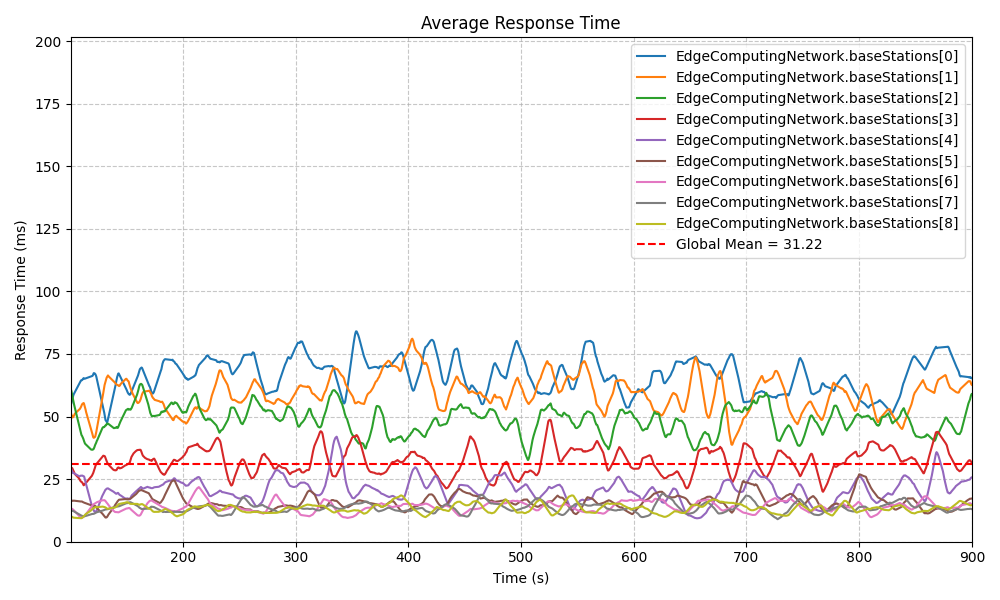 Average Response Time
200
175
150
125
100
75
50
25
0
Response Time (ms)
EdgeComputingNetwork.baseStations[0]
EdgeComputingNetwork.baseStations[1]
EdgeComputingNetwork.baseStations[2]
EdgeComputingNetwork.baseStations[3]
EdgeComputingNetwork.baseStations[4]
EdgeComputingNetwork.baseStations[5]
EdgeComputingNetwork.baseStations[6]
EdgeComputingNetwork.baseStations[7]
EdgeComputingNetwork.baseStations[8]
Global Mean = 31.22
200 300 400 500 600 700 800 900
Time (s)